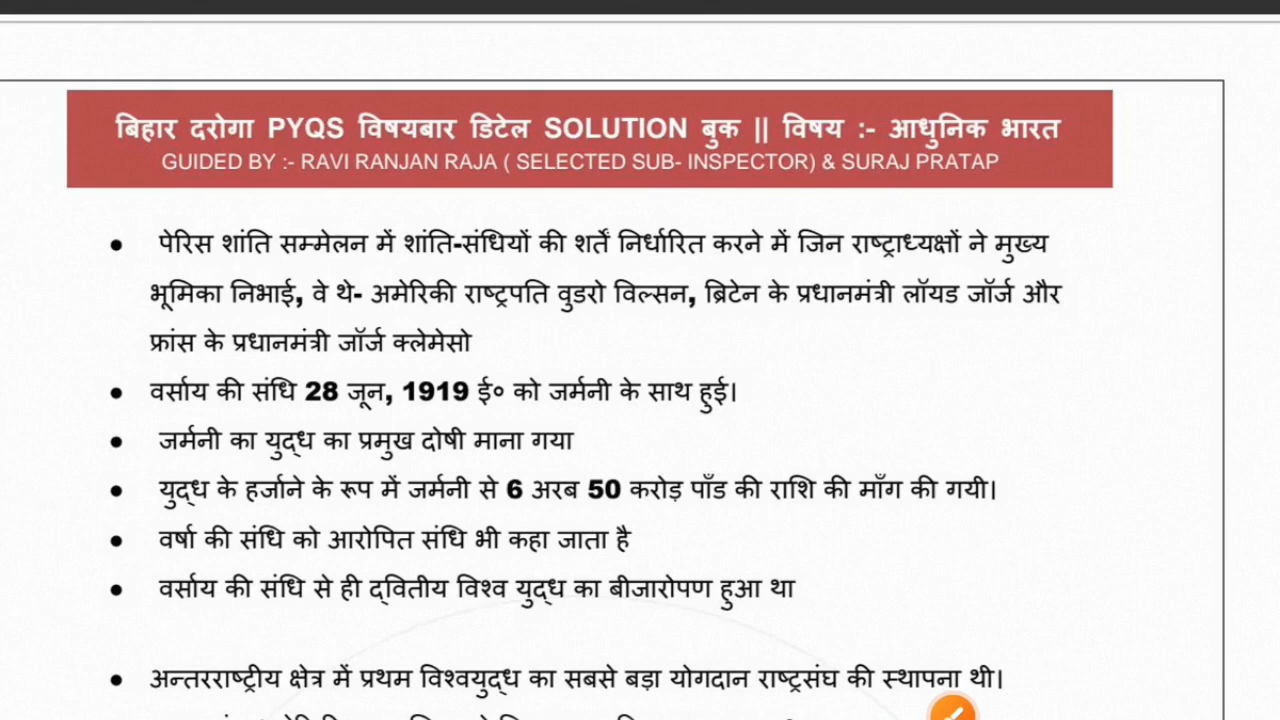 बिहार दरोगा PYQS विषयबार डिटेल SOLUTION बुक || विषय :- आधुनिक भारत
GUIDED BY :- RAVI RANJAN RAJA ( SELECTED SUB- INSPECTOR) & SURAJ PRATAP
● पेरिस शांति सम्मेलन में शांति-संधियों की शर्तें निर्धारित करने में जिन राष्ट्राध्यक्षों ने मुख्य
भूमिका निभाई, वे थे- अमेरिकी राष्ट्रपति वुडरो विल्सन, ब्रिटेन के प्रधानमंत्री लॉयड जॉर्ज और
फ्रांस के प्रधानमंत्री जॉर्ज क्लेमेसो
● वर्साय की संधि 28 जून, 1919 ई० को जर्मनी के साथ हुई।
● जर्मनी का युद्ध का प्रमुख दोषी माना गया
● युद्ध के हर्जाने के रूप में जर्मनी से 6 अरब 50 करोड़ पाँड की राशि की माँग की गयी।
● वर्षा की संधि को आरोपित संधि भी कहा जाता है
● वर्साय की संधि से ही द्वितीय विश्व युद्ध का बीजारोपण हुआ था
● अन्तरराष्ट्रीय क्षेत्र में प्रथम विश्वयुद्ध का सबसे बड़ा योगदान राष्ट्रसंघ की स्थापना थी।